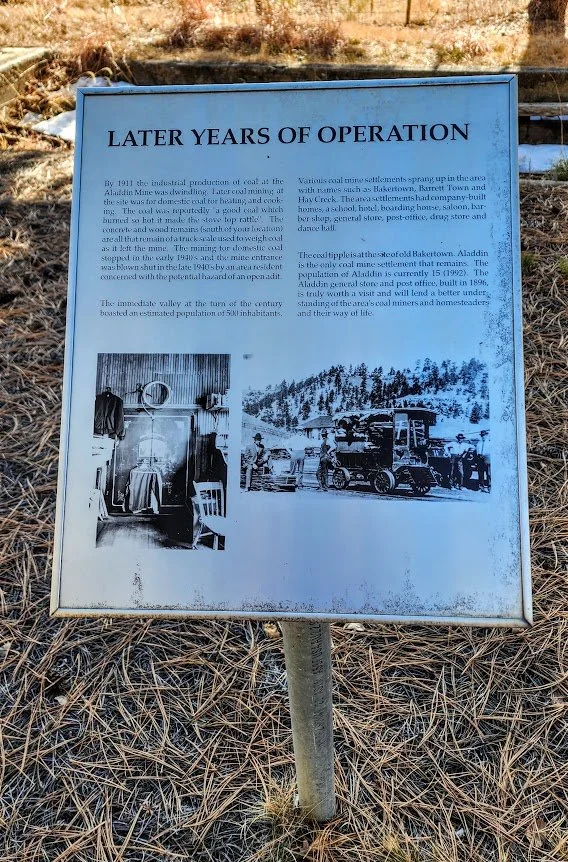 LATER YEARS OF OPERATION
By 1911 the industrial production of coal at the
Aladdin Mine was dwindling. Later coal mining at
the site was for domestic coal for heating and cook-
ing. The coal was reportedly "a good coal which
burned so hot it made the stove top rattle". The
concrete and wood remains (south of your location)
are all that remain of a truck scale used to weigh coal
as it left the mine. The mining for domestic coal
stopped in the early 1940's and the mine entrance
was blown shut in the late 1940's by an area resident
concerned with the potential hazard of an open adit.
The immediate valley at the turn of the century
boasted an estimated population of 500 inhabitants.
Various coal mine settlements sprang up in the area
with names such as Bakertown, Barrett Town and
Hay Creek. The area settlements had company-built
homes, a school, hotel, boarding house, saloon, bar-
ber shop, general store, post-office, drug store and
dance hall.
The coal tipple is at the site of old Bakertown. Aladdin
is the only coal mine settlement that remains. The
population of Aladdin is currently 15 (1992). The
Aladdin general store and post office, built in 1896,
is truly worth a visit and will lend a better under-
standing of the area's coal miners and homesteaders
and their way of life.